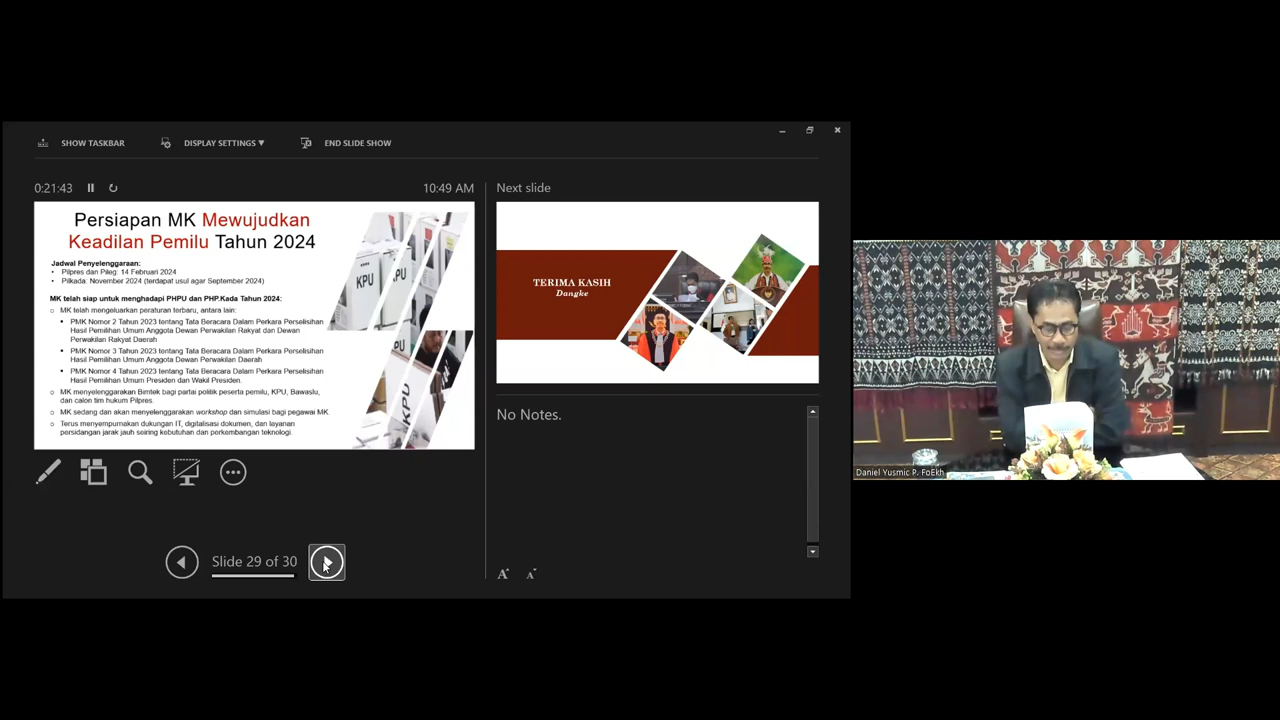 SHOW TASKBAR
DISPLAY SETTINGS ▼
END SLIDE SHOW
0:21:43
10:49 AM
Persiapan MK Mewujudkan
Keadilan Pemilu Tahun 2024
Jadwal Penyelenggaraan:
• Pilpres dan Pileg: 14 Februari 2024
• Pilkada: November 2024 (terdapat usul agar September 2024)
MK telah siap untuk menghadapi PHPU dan PHP.Kada Tahun 2024:
o MK telah mengeluarkan peraturan terbaru, antara lain:
▪ PMK Nomor 2 Tahun 2023 tentang Tata Beracara Dalam Perkara Perselisihan
Hasil Pemilihan Umum Anggota Dewan Perwakilan Rakyat dan Dewan
Perwakilan Rakyat Daerah
▪ PMK Nomor 3 Tahun 2023 tentang Tata Beracara Dalam Perkara Perselisihan
Hasil Pemilihan Umum Anggota Dewan Perwakilan Daerah
▪ PMK Nomor 4 Tahun 2023 tentang Tata Beracara Dalam Perkara Perselisihan
Hasil Pemilihan Umum Presiden dan Wakil Presiden.
o MK menyelenggarakan Bimtek bagi partai politik peserta pemilu, KPU, Bawaslu,
dan calon tim hukum Pilpres.
o MK sedang dan akan menyelenggarakan workshop dan simulasi bagi pegawai MK.
o Terus menyempurnakan dukungan IT, digitalisasi dokumen, dan layanan
persidangan jarak jauh seiring kebutuhan dan perkembangan teknologi.
KPU
KPU
Slide 29 of 30
Next slide
TERIMA KASIH
Dangke
No Notes.
A
A
Daniel Yusmic P. FoEkh